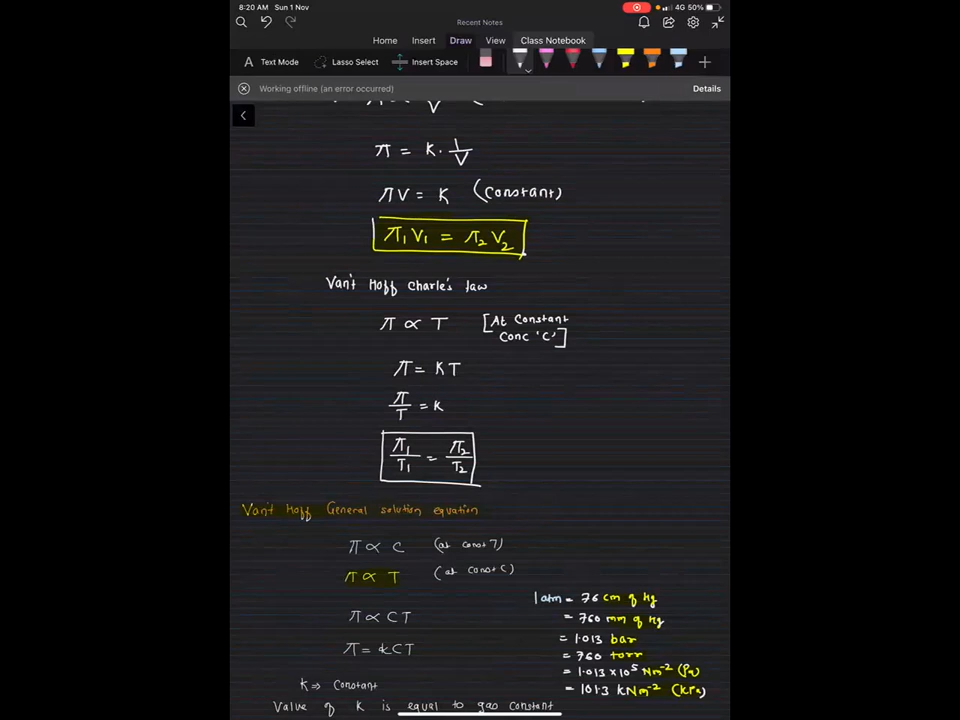 8:20 AM Sun 1 Nov
4G 50%
Recent Notes
Home Insert Draw View Class Notebook
Text Mode Lasso Select Insert Space
Working offline (an error occurred) Details
V
π = K · 1/V
πV = K (Constant)
π₁V₁ = π₂V₂
Van't Hoff Charle's law
π ∝ T [At Constant
Conc 'C']
π = KT
π/T = K
π₁/T₁ = π₂/T₂
Van't Hoff General solution equation
π ∝ C (at const T)
π ∝ T (at const C)
π ∝ CT
π = kCT
K ⇒ Constant
Value of K is equal to gas constant
1atm = 76 cm of Hg
= 760 mm of Hg
= 1.013 bar
= 760 torr
= 1.013 × 10⁵ Nm⁻² (Pa)
= 101.3 kNm⁻² (KPa)